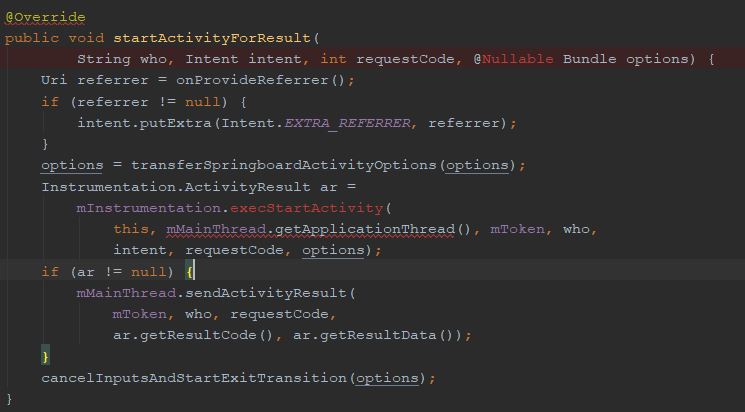 @Override
public void startActivityForResult(
        String who, Intent intent, int requestCode, @Nullable Bundle options) {
    Uri referrer = onProvideReferrer();
    if (referrer != null) {
        intent.putExtra(Intent.EXTRA_REFERRER, referrer);
    }
    options = transferSpringboardActivityOptions(options);
    Instrumentation.ActivityResult ar =
        mInstrumentation.execStartActivity(
            this, mMainThread.getApplicationThread(), mToken, who,
            intent, requestCode, options);
    if (ar != null) {
        mMainThread.sendActivityResult(
            mToken, who, requestCode,
            ar.getResultCode(), ar.getResultData());
    }
    cancelInputsAndStartExitTransition(options);
}